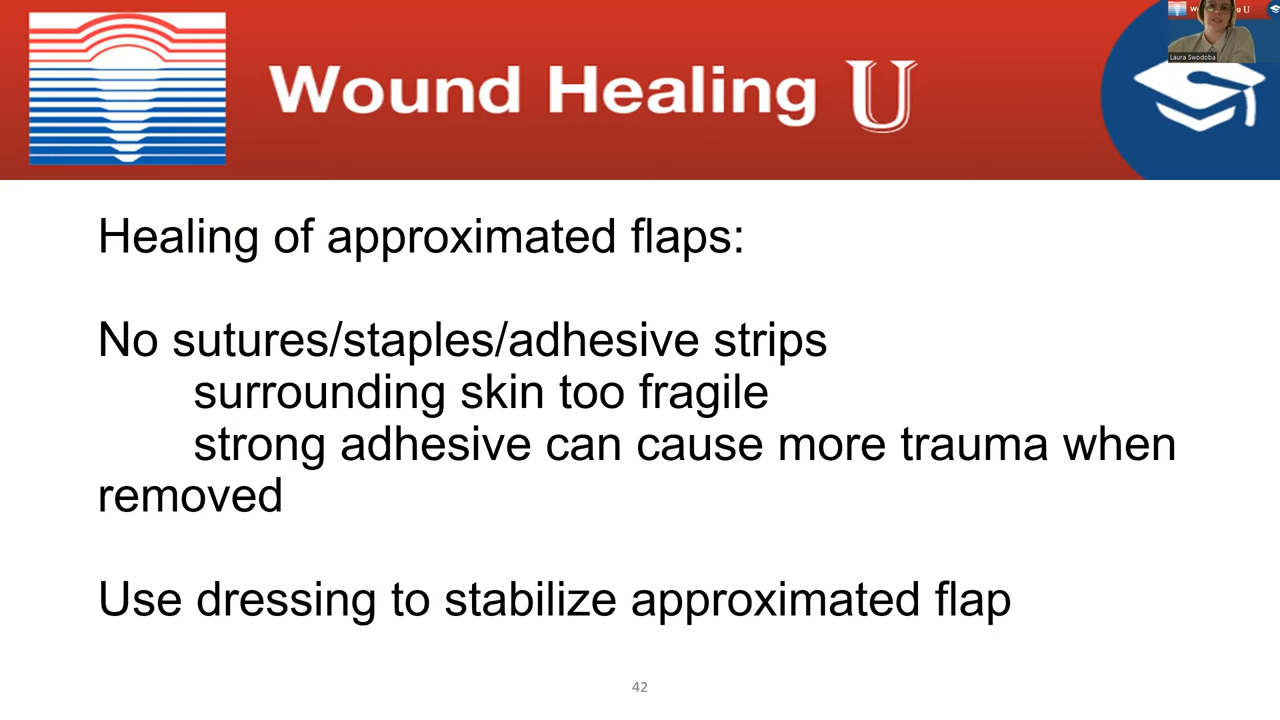 Wound Healing U
Laura Swodoba
Healing of approximated flaps:
No sutures/staples/adhesive strips
surrounding skin too fragile
strong adhesive can cause more trauma when
removed
Use dressing to stabilize approximated flap
42